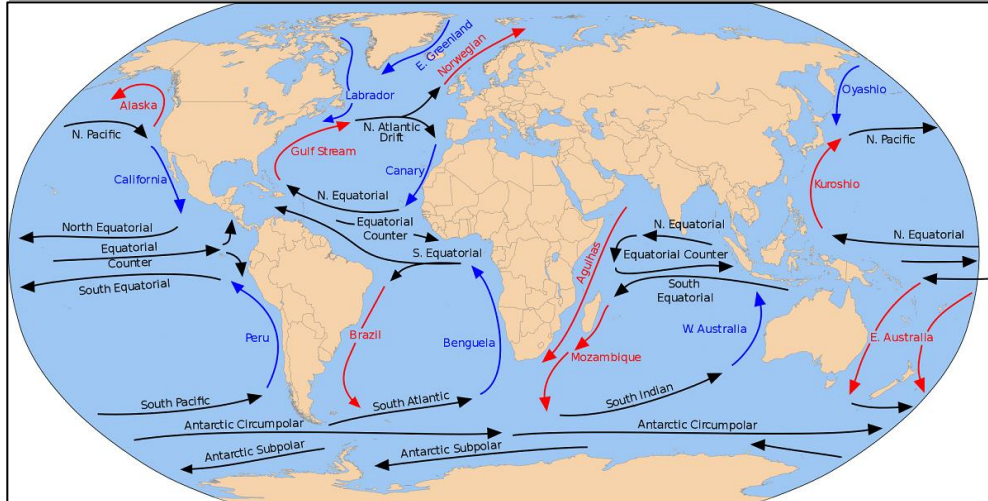 E. Greenland
Norwegian
Alaska
Labrador
Oyashio
N. Pacific
N. Atlantic
Drift
N. Pacific
Gulf Stream
California
Canary
Kuroshio
N. Equatorial
North Equatorial
Equatorial
Counter
N. Equatorial
N. Equatorial
Equatorial
Counter
S. Equatorial
Equatorial Counter
South Equatorial
Agulhas
South
Equatorial
Peru
Brazil
Benguela
W. Australia
E. Australia
Mozambique
South Pacific
South Atlantic
South Indian
Antarctic Circumpolar
Antarctic Circumpolar
Antarctic Subpolar
Antarctic Subpolar